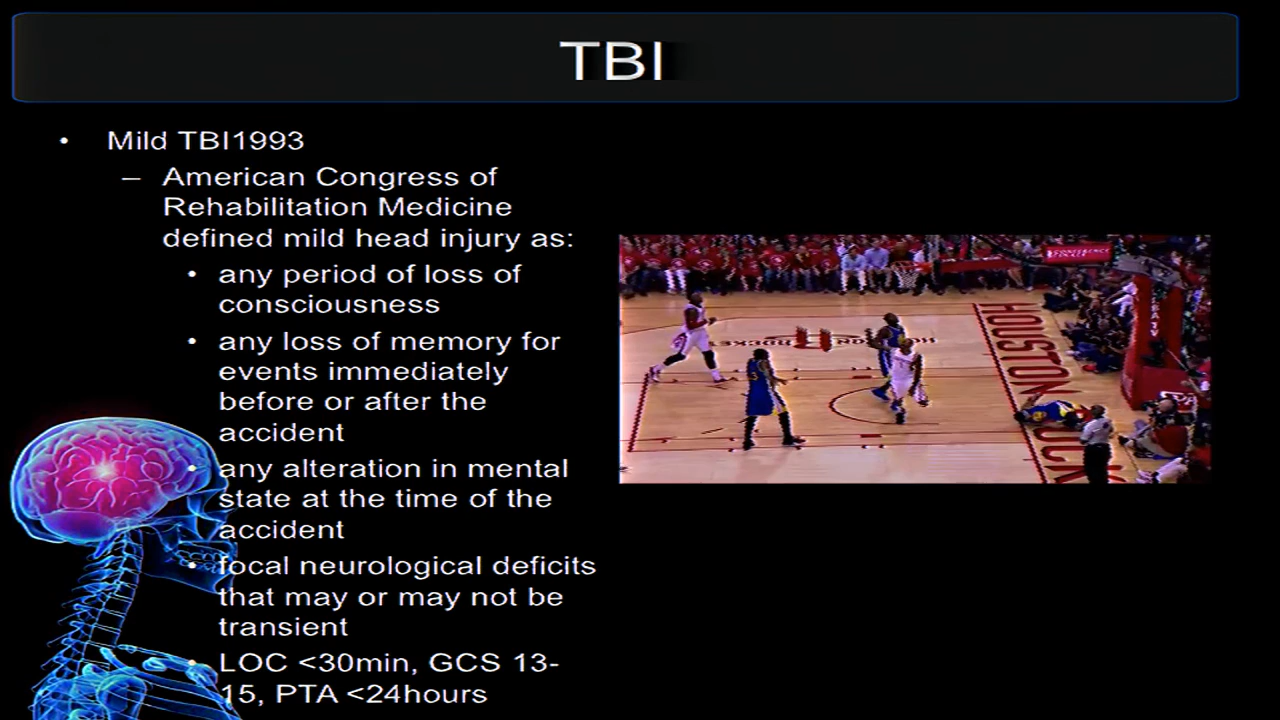 TBI
• Mild TBI1993
– American Congress of
Rehabilitation Medicine
defined mild head injury as:
• any period of loss of
consciousness
• any loss of memory for
events immediately
before or after the
accident
• any alteration in mental
state at the time of the
accident
• focal neurological deficits
that may or may not be
transient
• LOC <30min, GCS 13-
15, PTA <24hours
HOUSTON